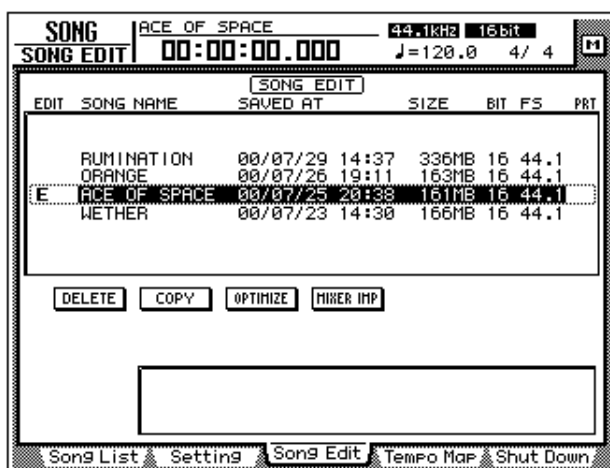 SONG ACE OF SPACE 44.1kHz 16bit
SONG EDIT 00:00:00.000 ♩=120.0 4/ 4 M
SONG EDIT
EDIT SONG NAME SAVED AT SIZE BIT FS PRT
RUMINATION 00/07/29 14:37 336MB 16 44.1
ORANGE 00/07/26 19:11 163MB 16 44.1
E ACE OF SPACE 00/07/25 20:38 161MB 16 44.1
WETHER 00/07/23 14:30 166MB 16 44.1
DELETE COPY OPTIMIZE MIXER IMP
Song List Setting Song Edit Tempo Map Shut Down